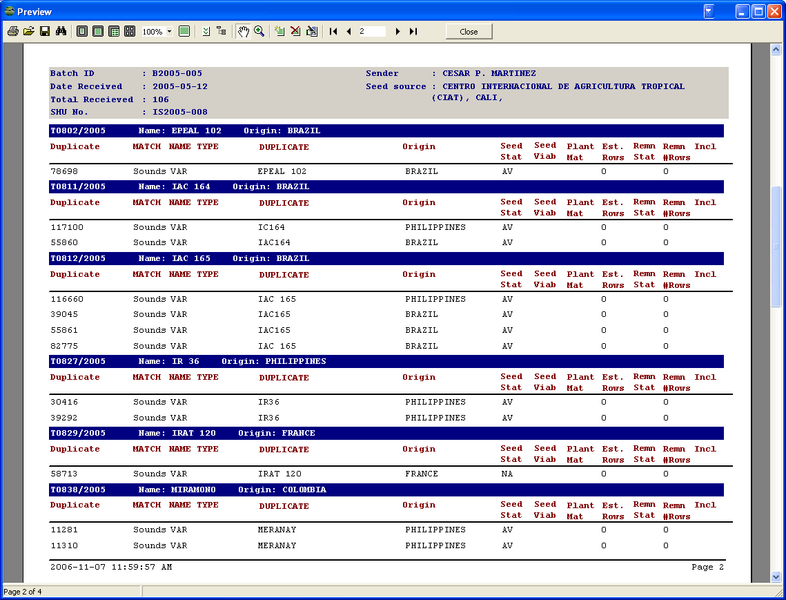 Preview
100%
2
Close
Batch ID : B2005-005 Sender : CESAR P. MARTINEZ
Date Received : 2005-05-12 Seed source : CENTRO INTERNACIONAL DE AGRICULTURA TROPICAL
Total Receieved : 106 (CIAT), CALI,
SHU No. : IS2005-008
T0802/2005 Name: EPEAL 102 Origin: BRAZIL
Duplicate MATCH NAME TYPE DUPLICATE Origin Seed Seed Plant Est. Remn Remn Incl
Stat Viab Mat Rows Stat #Rows
78698 Sounds VAR EPEAL 102 BRAZIL AV 0 0
T0811/2005 Name: IAC 164 Origin: BRAZIL
Duplicate MATCH NAME TYPE DUPLICATE Origin Seed Seed Plant Est. Remn Remn Incl
Stat Viab Mat Rows Stat #Rows
117100 Sounds VAR IC164 PHILIPPINES AV 0 0
55860 Sounds VAR IAC164 BRAZIL AV 0 0
T0812/2005 Name: IAC 165 Origin: BRAZIL
Duplicate MATCH NAME TYPE DUPLICATE Origin Seed Seed Plant Est. Remn Remn Incl
Stat Viab Mat Rows Stat #Rows
116660 Sounds VAR IAC 165 PHILIPPINES AV 0 0
39045 Sounds VAR IAC165 BRAZIL AV 0 0
55861 Sounds VAR IAC165 BRAZIL AV 0 0
82775 Sounds VAR IAC 165 BRAZIL AV 0 0
T0827/2005 Name: IR 36 Origin: PHILIPPINES
Duplicate MATCH NAME TYPE DUPLICATE Origin Seed Seed Plant Est. Remn Remn Incl
Stat Viab Mat Rows Stat #Rows
30416 Sounds VAR IR36 PHILIPPINES AV 0 0
39292 Sounds VAR IR36 PHILIPPINES AV 0 0
T0829/2005 Name: IRAT 120 Origin: FRANCE
Duplicate MATCH NAME TYPE DUPLICATE Origin Seed Seed Plant Est. Remn Remn Incl
Stat Viab Mat Rows Stat #Rows
58713 Sounds VAR IRAT 120 FRANCE NA 0 0
T0838/2005 Name: MIRAMONO Origin: COLOMBIA
Duplicate MATCH NAME TYPE DUPLICATE Origin Seed Seed Plant Est. Remn Remn Incl
Stat Viab Mat Rows Stat #Rows
11281 Sounds VAR MERANAY PHILIPPINES AV 0 0
11310 Sounds VAR MERANAY PHILIPPINES AV 0 0
2006-11-07 11:59:57 AM Page 2
Page 2 of 4